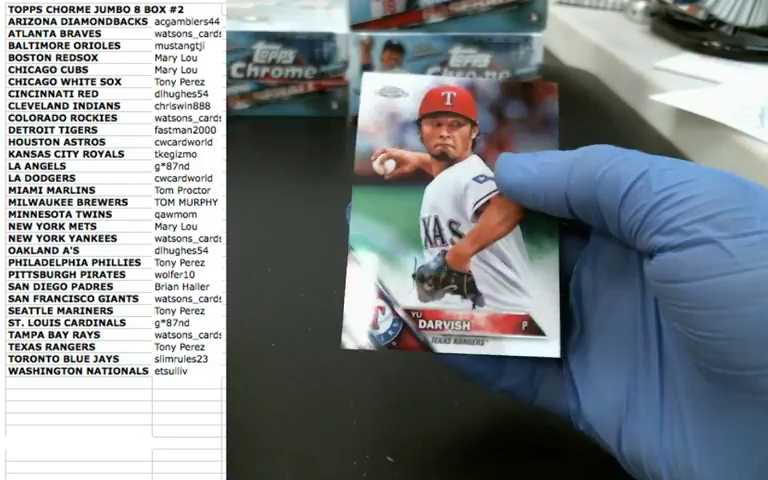 TOPPS CHORME JUMBO 8 BOX #2
ARIZONA DIAMONDBACKS acgamblers44
ATLANTA BRAVES watsons_cards
BALTIMORE ORIOLES mustangtji
BOSTON REDSOX Mary Lou
CHICAGO CUBS Mary Lou
CHICAGO WHITE SOX Tony Perez
CINCINNATI RED dlhughes54
CLEVELAND INDIANS chriswin888
COLORADO ROCKIES watsons_cards
DETROIT TIGERS fastman2000
HOUSTON ASTROS cwcardworld
KANSAS CITY ROYALS tkegizmo
LA ANGELS g*87nd
LA DODGERS cwcardworld
MIAMI MARLINS Tom Proctor
MILWAUKEE BREWERS TOM MURPHY
MINNESOTA TWINS qawmom
NEW YORK METS Mary Lou
NEW YORK YANKEES watsons_cards
OAKLAND A'S dlhughes54
PHILADELPHIA PHILLIES Tony Perez
PITTSBURGH PIRATES wolfer10
SAN DIEGO PADRES Brian Haller
SAN FRANCISCO GIANTS watsons_cards
SEATTLE MARINERS Tony Perez
ST. LOUIS CARDINALS g*87nd
TAMPA BAY RAYS watsons_cards
TEXAS RANGERS Tony Perez
TORONTO BLUE JAYS slimrules23
WASHINGTON NATIONALS etsulliv
TOPPS
Chrome
TOPPS
Chrome
T
XAS
YU
DARVISH P
TEXAS RANGERS